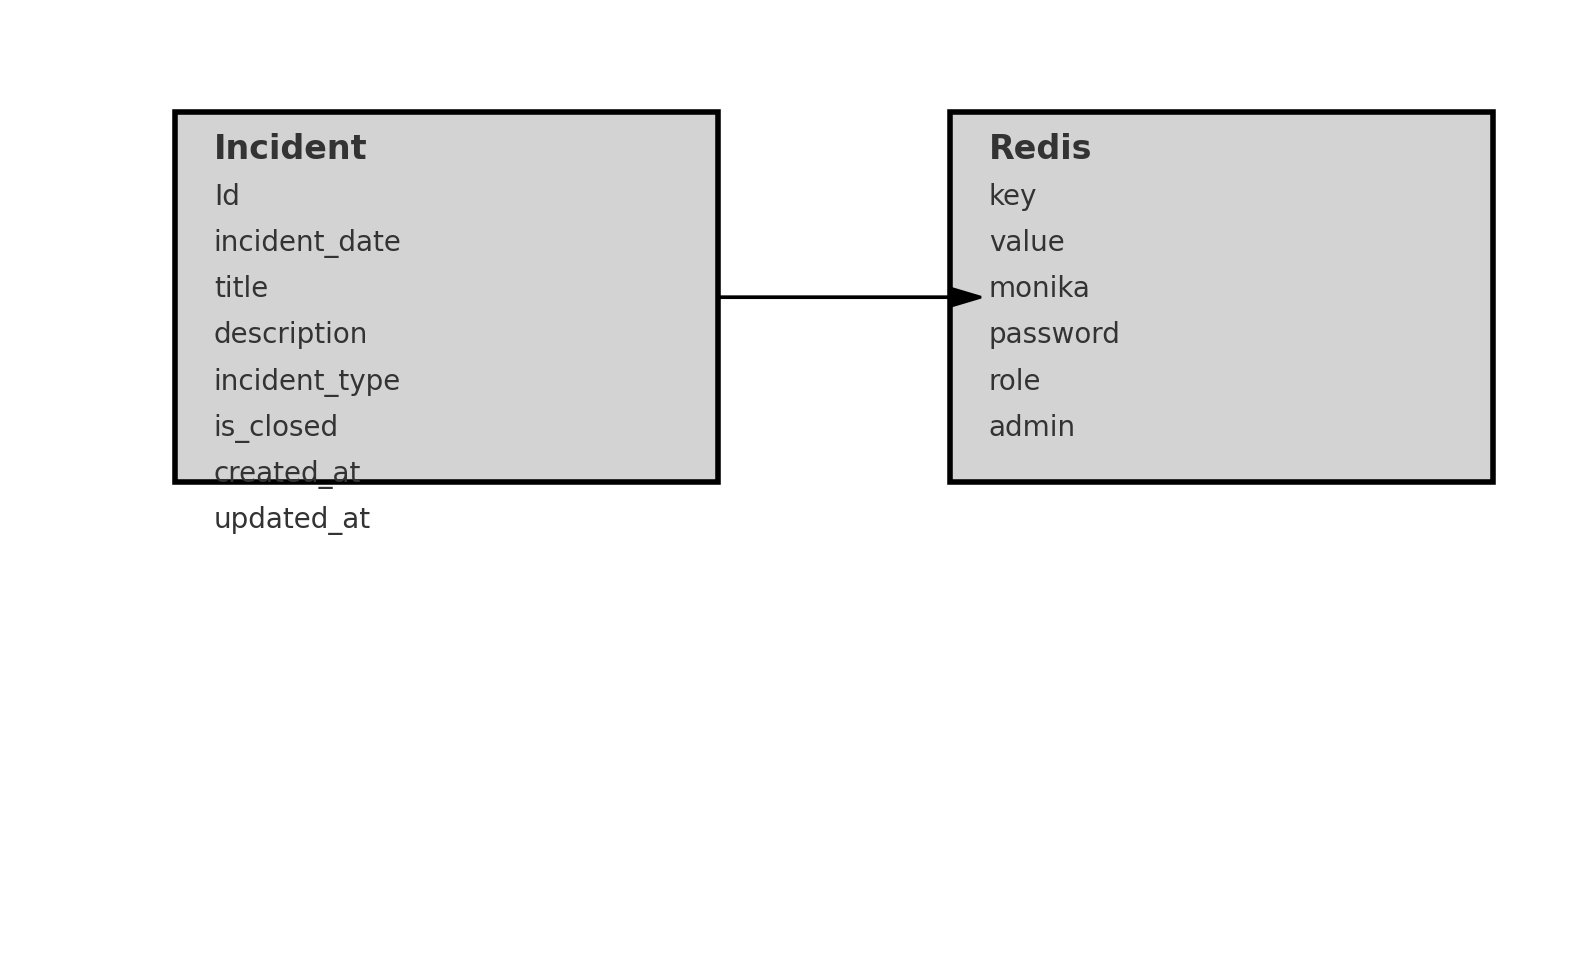 Incident
Id
incident_date
title
description
incident_type
is_closed
created_at
updated_at
Redis
key
value
monika
password
role
admin